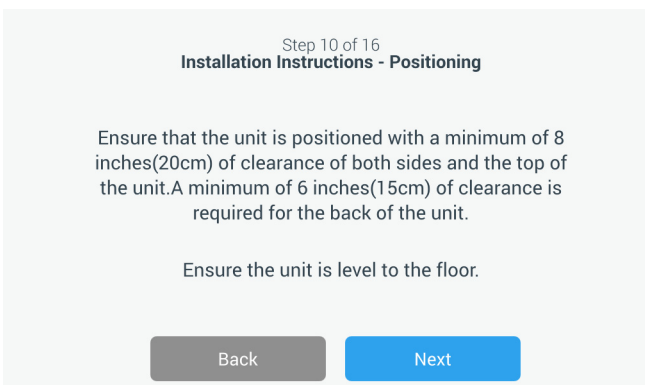 Step 10 of 16
Installation Instructions - Positioning
Ensure that the unit is positioned with a minimum of 8
inches(20cm) of clearance of both sides and the top of
the unit.A minimum of 6 inches(15cm) of clearance is
required for the back of the unit.
Ensure the unit is level to the floor.
Back
Next